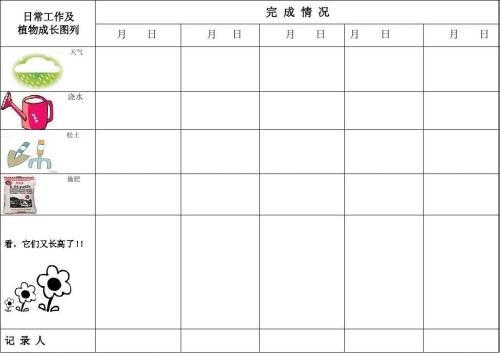 日常工作及
植物成长图列
完成情况
月 日 月 日 月 日 月 日 月 日
天气
浇水
松土
施肥
看，它们又长高了!!
记录人